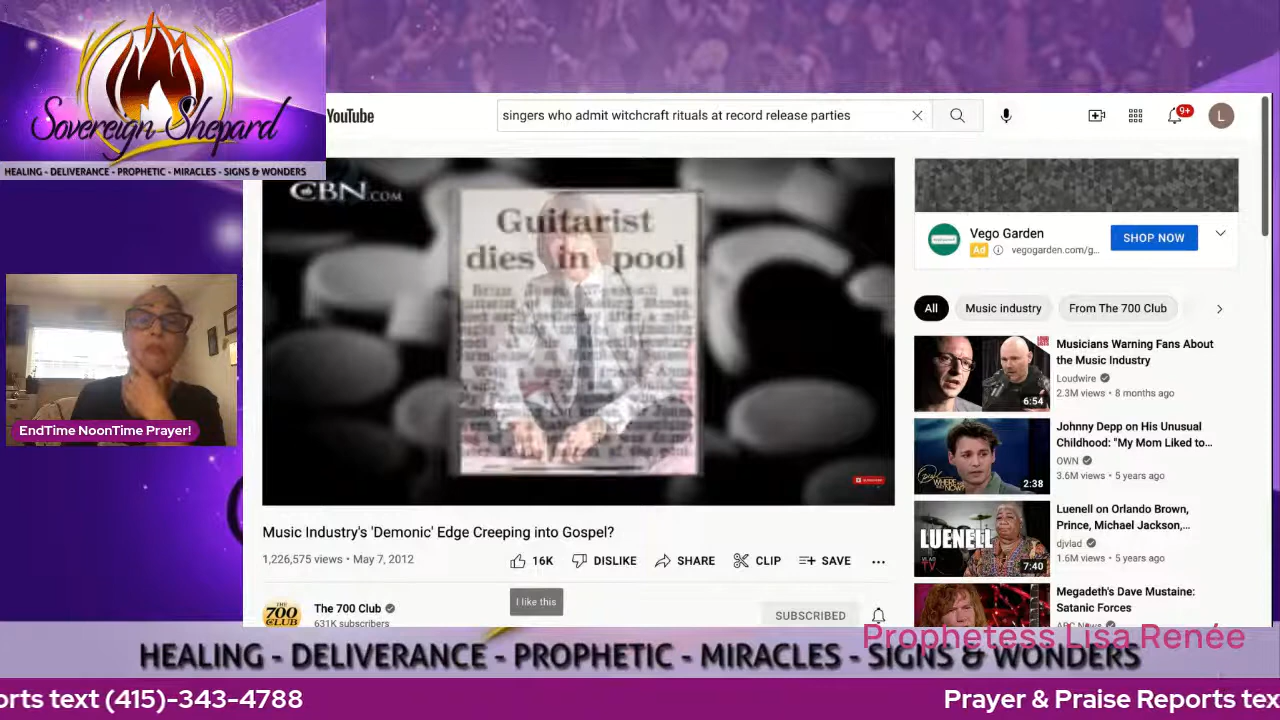 Sovereign Shepard
HEALING - DELIVERANCE - PROPHETIC - MIRACLES - SIGNS & WONDERS
YouTube
singers who admit witchcraft rituals at record release parties
9+
L
CBN.COM
Guitarist
dies in pool
Vego Garden
Ad
vegogarden.com/g...
SHOP NOW
All
Music industry
From The 700 Club
Musicians Warning Fans About
the Music Industry
Loudwire
2.3M views • 8 months ago
6:54
Johnny Depp on His Unusual
Childhood: "My Mom Liked to...
OWN
3.6M views • 5 years ago
2:38
Luenell on Orlando Brown,
Prince, Michael Jackson,...
djvlad
1.6M views • 5 years ago
LUENELL
7:40
Megadeth's Dave Mustaine:
Satanic Forces
EndTime NoonTime Prayer!
Music Industry's 'Demonic' Edge Creeping into Gospel?
1,226,575 views • May 7, 2012
16K
DISLIKE
SHARE
CLIP
SAVE
I like this
THE 700 CLUB
The 700 Club
631K subscribers
SUBSCRIBED
Prophetess Lisa Renée
HEALING - DELIVERANCE - PROPHETIC - MIRACLES - SIGNS & WONDERS
orts text (415)-343-4788
Prayer & Praise Reports tex